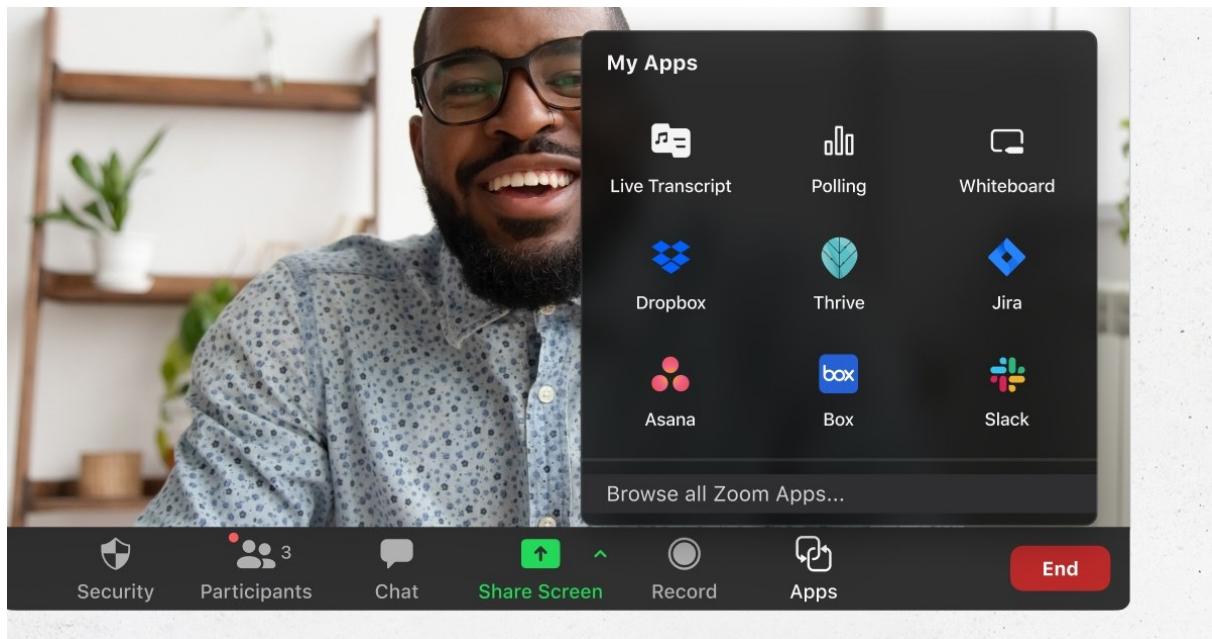 My Apps
Live Transcript Polling Whiteboard
Dropbox Thrive Jira
Asana box Box Slack
Browse all Zoom Apps...
3
Security Participants Chat Share Screen Record Apps End